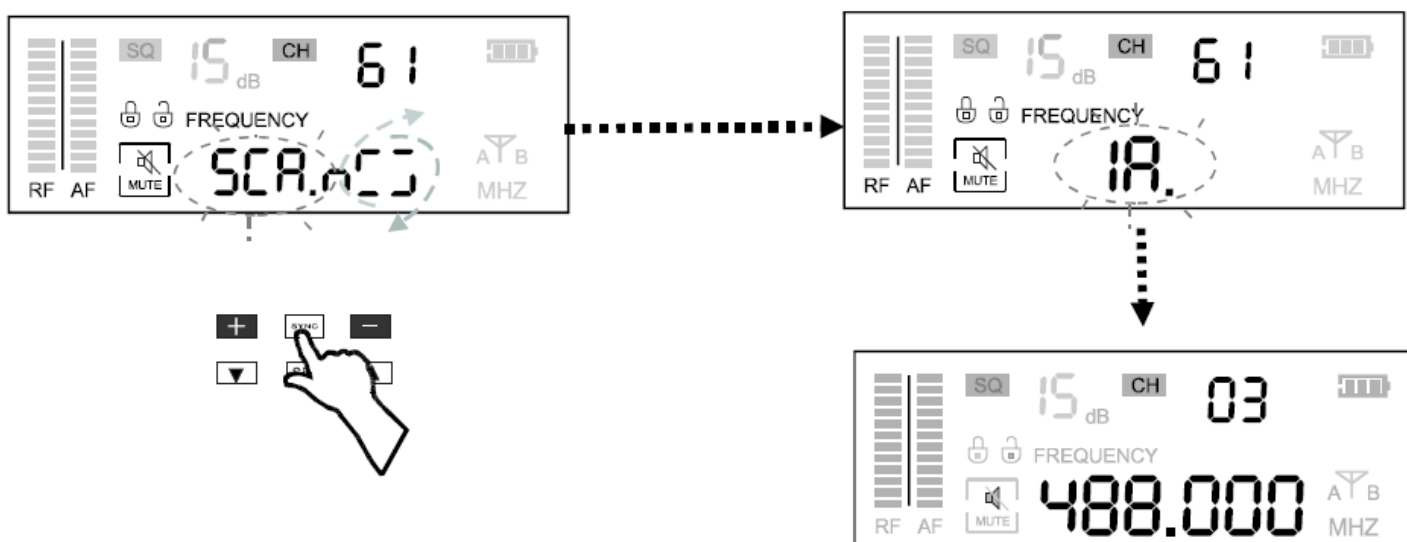 SQ 15 dB CH 61
FREQUENCY
MUTE SCA.n A B
RF AF MHZ
SQ 15 dB CH 61
FREQUENCY
MUTE 1A. A B
RF AF MHZ
+ SYNC −
▼
SQ 15 dB CH 03
FREQUENCY
MUTE 488.000 A B
RF AF MHZ